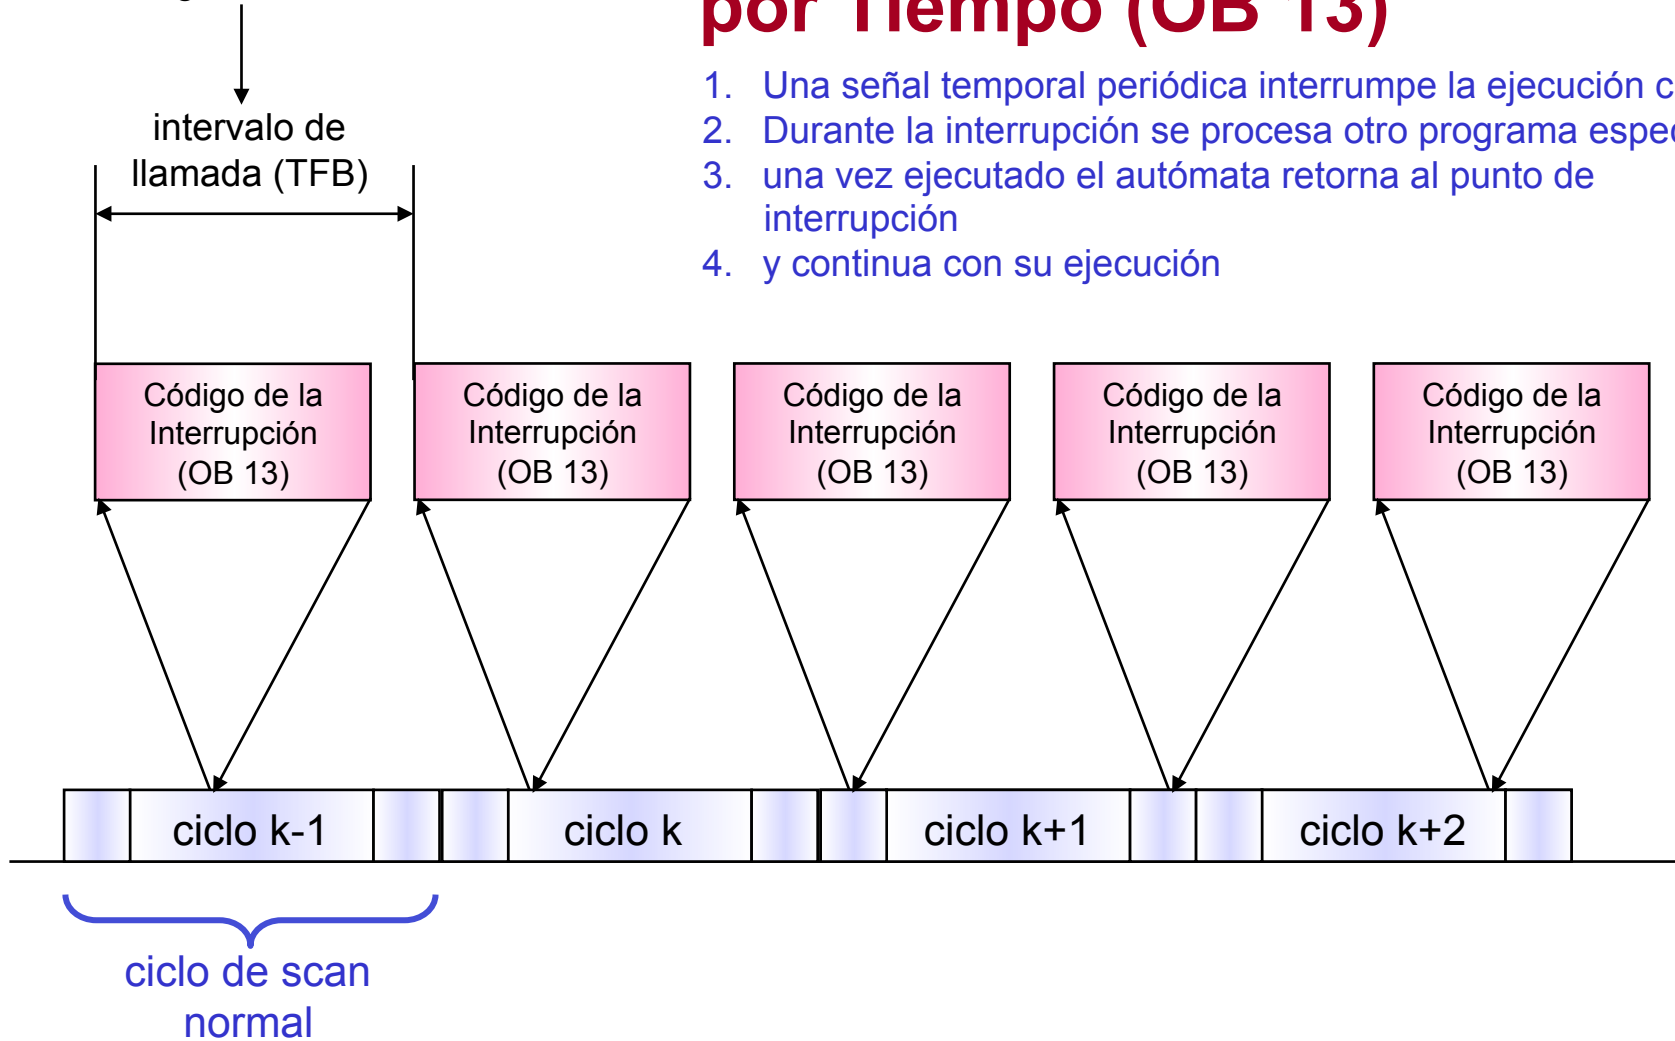 por Tiempo (OB 13)
1. Una señal temporal periódica interrumpe la ejecución
2. Durante la interrupción se procesa otro programa
3. una vez ejecutado el autómata retorna al punto de
interrupción
4. y continua con su ejecución
intervalo de
llamada (TFB)
Código de la
Interrupción
(OB 13)
Código de la
Interrupción
(OB 13)
Código de la
Interrupción
(OB 13)
Código de la
Interrupción
(OB 13)
Código de la
Interrupción
(OB 13)
ciclo k-1
ciclo k
ciclo k+1
ciclo k+2
ciclo de scan
normal